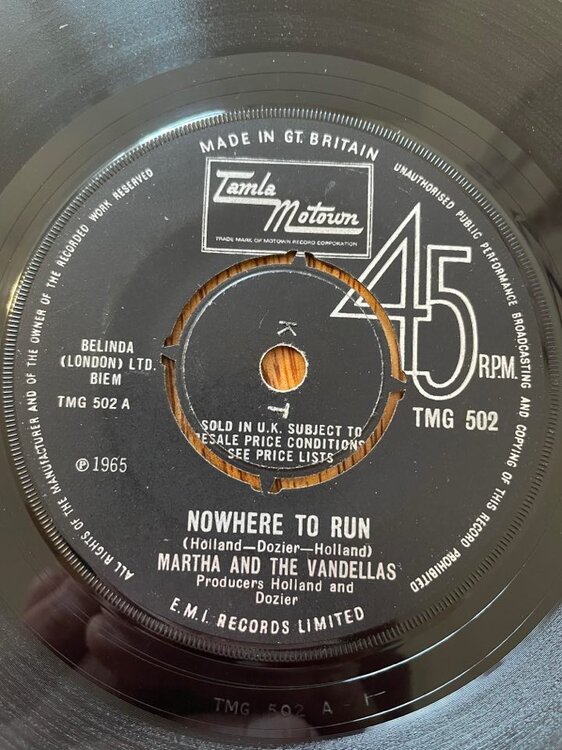 MADE IN GT. BRITAIN
UNAUTHORISED PUBLIC PERFORMANCE BROADCASTING AND COPYING OF THIS RECORD PROHIBITED
ALL RIGHTS OF THE MANUFACTURER AND OF THE OWNER OF THE RECORDED WORK RESERVED
Tamla
Motown
TRADE MARK OF MOTOWN RECORD CORPORATION
45 R.P.M.
TMG 502
BELINDA
(LONDON) LTD.
BIEM
TMG 502 A
℗ 1965
K
T
SOLD IN U.K. SUBJECT TO
RESALE PRICE CONDITIONS
SEE PRICE LISTS
NOWHERE TO RUN
(Holland—Dozier—Holland)
MARTHA AND THE VANDELLAS
Producers Holland and
Dozier
E.M.I. RECORDS LIMITED
TMG 502 A